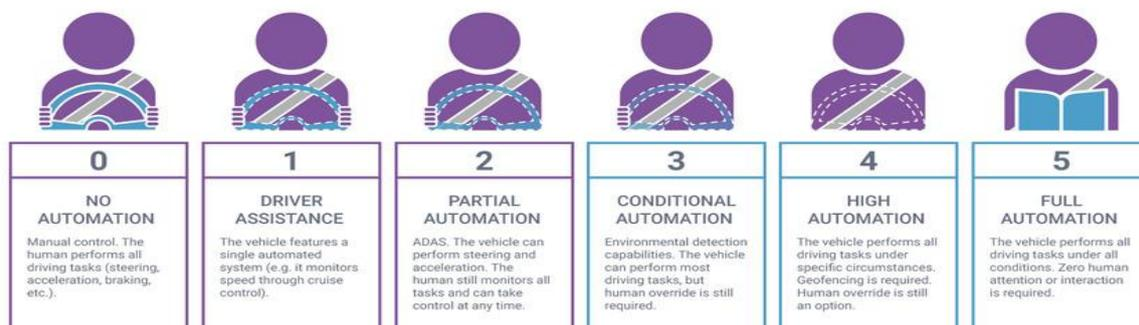 0
NO
AUTOMATION
Manual control. The
human performs all
driving tasks (steering,
acceleration, braking,
etc.).
1
DRIVER
ASSISTANCE
The vehicle features a
single automated
system (e.g. it monitors
speed through cruise
control).
2
PARTIAL
AUTOMATION
ADAS. The vehicle can
perform steering and
acceleration. The
human still monitors all
tasks and can take
control at any time.
3
CONDITIONAL
AUTOMATION
Environmental detection
capabilities. The vehicle
can perform most
driving tasks, but
human override is still
required.
4
HIGH
AUTOMATION
The vehicle performs all
driving tasks under
specific circumstances.
Geofencing is required.
Human override is still
an option.
5
FULL
AUTOMATION
The vehicle performs all
driving tasks under all
conditions. Zero human
attention or interaction
is required.